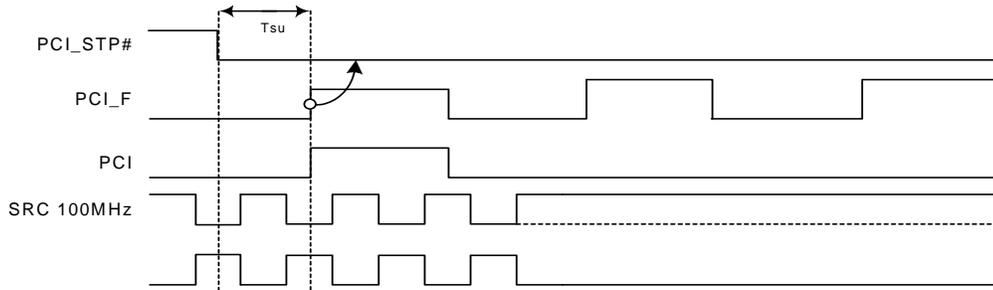 Tsu
PCI_STP#
PCI_F
PCI
SRC 100MHz